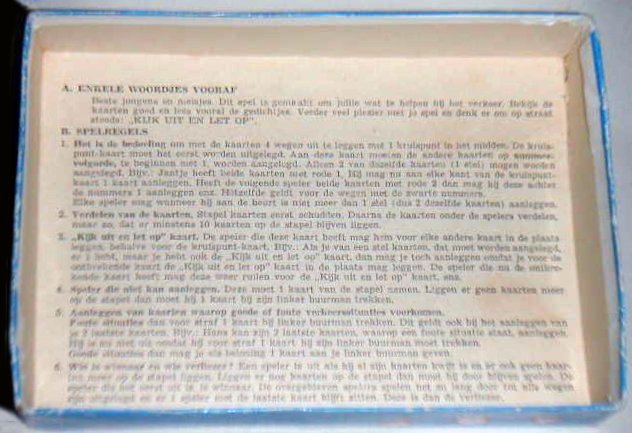 A. ENKELE WOORDJES VOORAF
Beste jongens en meisjes. Dit spel is gemaakt om jullie wat te helpen bij het verkeer. Bekijk de
kaarten goed en lees vooral de gedichtjes. Verder veel plezier met je spel en denk er om op straat
steeds: „KIJK UIT EN LET OP".
B. SPELREGELS
1. Het is de bedoeling om met de kaarten 4 wegen uit te leggen met 1 kruispunt in het midden. De kruis-
punt-kaart moet het eerst worden uitgelegd. Aan deze kaart moeten de andere kaarten op nummer-
volgorde, te beginnen met 1, worden aangelegd. Alleen 2 van dezelfde kaarten (1 stel) mogen worden
aangelegd. Bijv.: Jantje heeft beide kaarten met rode 1. Hij mag nu aan elke kant van de kruispunt-
kaart 1 kaart aanleggen. Heeft de volgende speler beide kaarten met rode 2 dan mag hij deze achter
de nummers 1 aanleggen enz. Hetzelfde geldt voor de wegen met de zwarte nummers.
Elke speler mag wanneer hij aan de beurt is niet meer dan 1 stel (dus 2 dezelfde kaarten) aanleggen.
2. Verdelen van de kaarten. Stapel kaarten eerst schudden. Daarna de kaarten onder de spelers verdelen,
maar zo, dat er minstens 10 kaarten op de stapel blijven liggen.
3. „Kijk uit en let op" kaart. De speler die deze kaart heeft mag hem voor elke andere kaart in de plaats
leggen, behalve voor de kruispunt-kaart. Bijv.: Als je van een stel kaarten, dat moet worden aangelegd,
er 1 hebt, maar je hebt ook de „Kijk uit en let op" kaart, dan mag je toch aanleggen omdat je voor de
ontbrekende kaart de „Kijk uit en let op" kaart in de plaats mag leggen. De speler die nu de ontbre-
kende kaart heeft mag deze weer ruilen voor de „Kijk uit en let op" kaart, enz.
4. Speler die niet kan aanleggen. Deze moet 1 kaart van de stapel nemen. Liggen er geen kaarten meer
op de stapel dan moet hij 1 kaart bij zijn linker buurman trekken.
5. Aanleggen van kaarten waarop goede of foute verkeerssituaties voorkomen.
Foute situaties dan voor straf 1 kaart bij linker buurman trekken. Dit geldt ook bij het aanleggen van
je 2 laatste kaarten. Bijv.: Hans kan zijn 2 laatste kaarten, waarop een foute situatie staat, aanleggen.
Hij is nu niet uit omdat hij voor straf 1 kaart bij zijn linker buurman moet trekken.
Goede situaties dan mag je als beloning 1 kaart aan je linker buurman geven.
6. Wie is winnaar en wie verliezer? Een speler is uit als hij al zijn kaarten kwijt is en er ook geen kaar-
ten meer op de stapel liggen. Liggen er nog kaarten op de stapel dan moet hij door blijven spelen. De
speler die het eerst uit is is winnaar. De overgebleven spelers spelen net zo lang door tot alle wegen
zijn uitgelegd en er 1 speler met de laatste kaart blijft zitten. Deze is dan de verliezer.